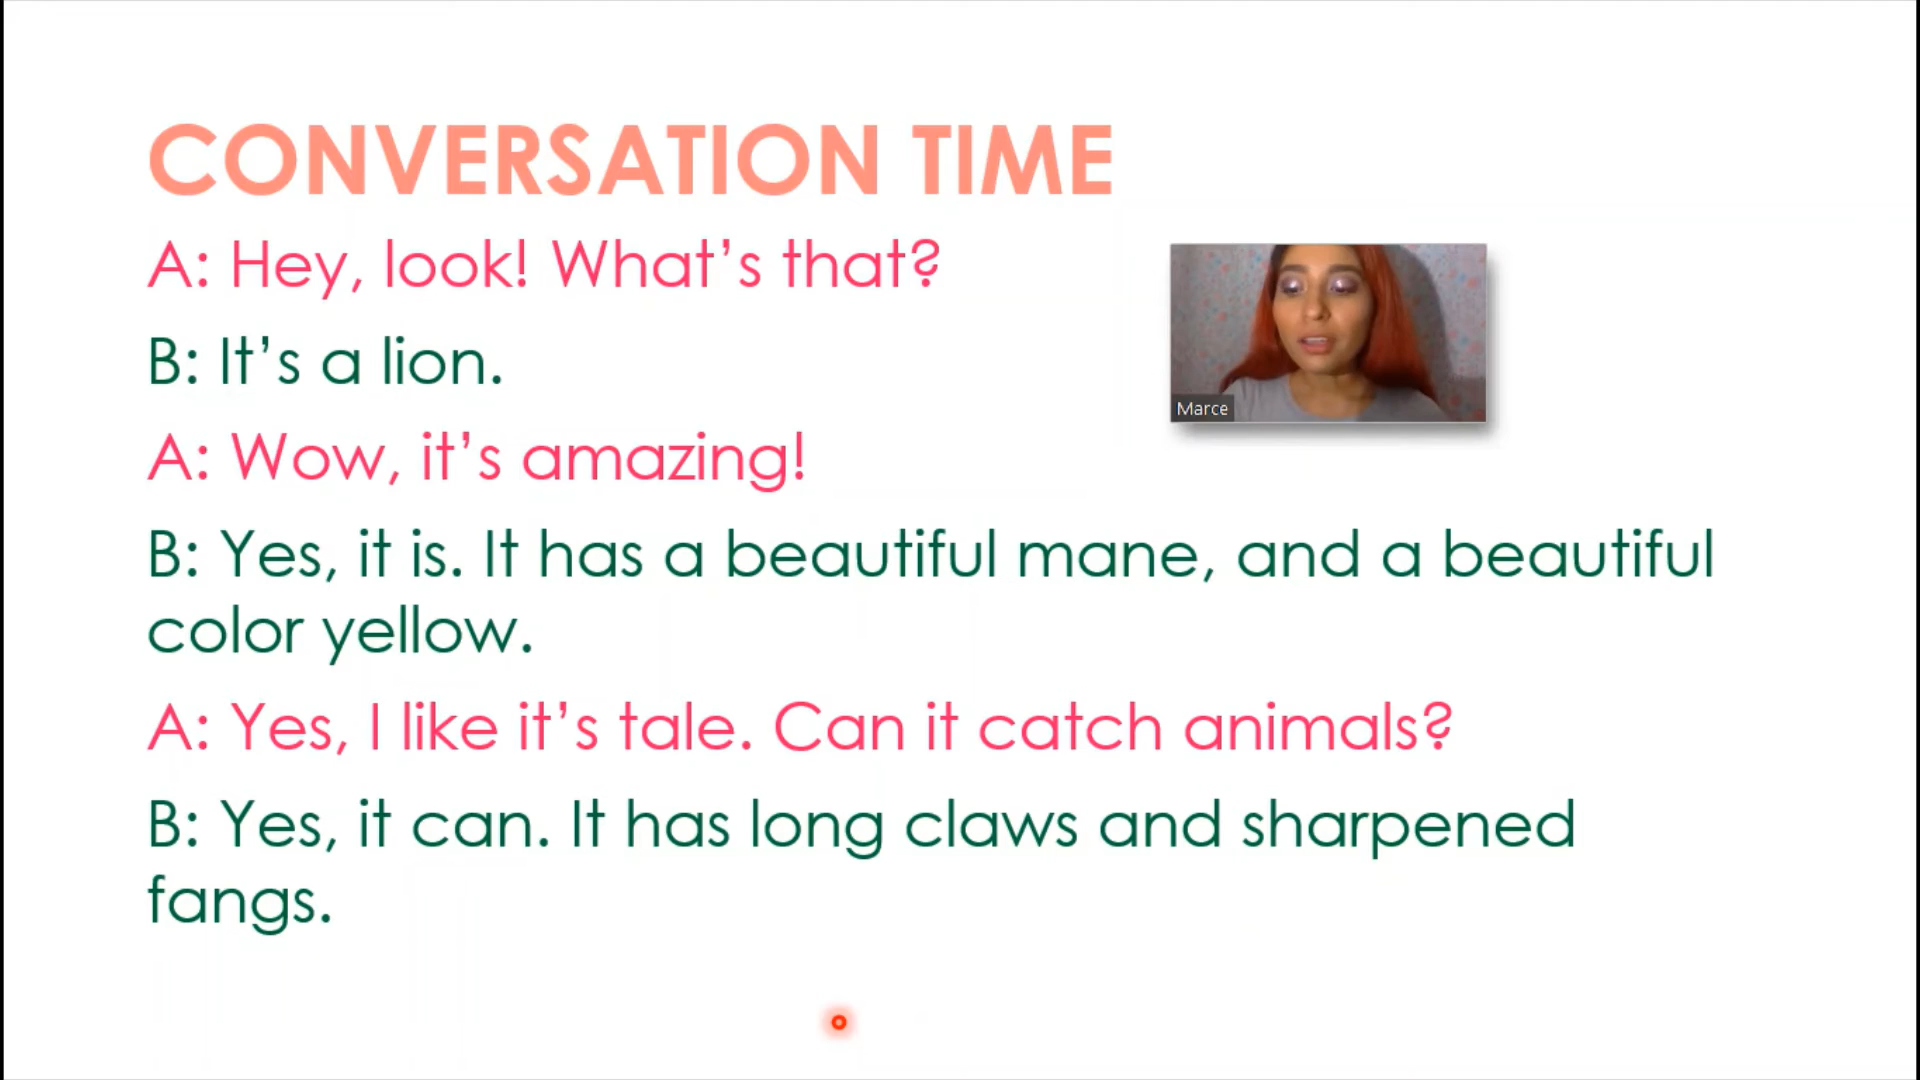 CONVERSATION TIME
A: Hey, look! What’s that?
B: It’s a lion.
Marce
A: Wow, it’s amazing!
B: Yes, it is. It has a beautiful mane, and a beautiful
color yellow.
A: Yes, I like it’s tale. Can it catch animals?
B: Yes, it can. It has long claws and sharpened
fangs.